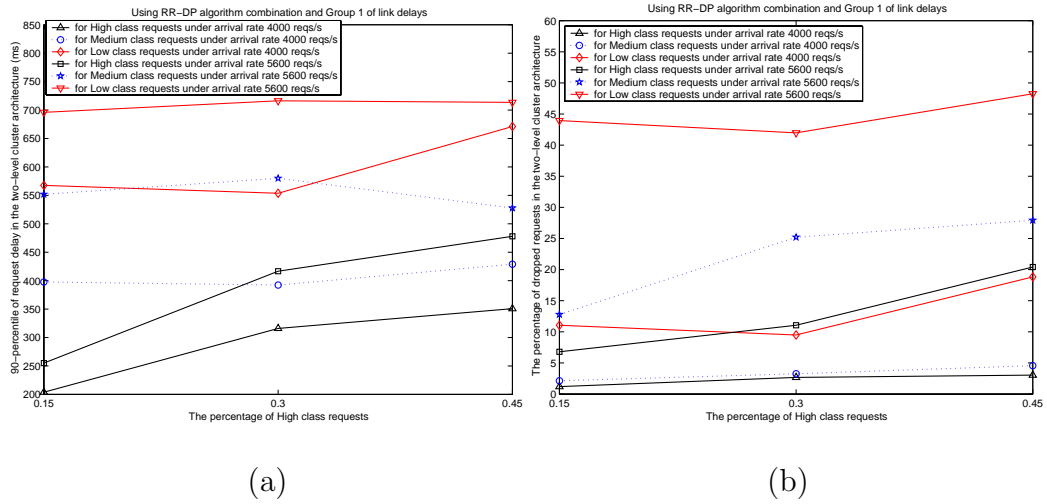 Using RR−DP algorithm combination and Group 1 of link delays
90−percentile of request delay in the two−level cluster architecture (ms)
850
800
750
700
650
600
550
500
450
400
350
300
250
200
for High class requests under arrival rate 4000 reqs/s
for Medium class requests under arrival rate 4000 reqs/s
for Low class requests under arrival rate 4000 reqs/s
for High class requests under arrival rate 5600 reqs/s
for Medium class requests under arrival rate 5600 reqs/s
for Low class requests under arrival rate 5600 reqs/s
0.15
0.3
0.45
The percentage of High class requests
(a)
Using RR−DP algorithm combination and Group 1 of link delays
The percentage of dropped requests in the two−level cluster architecture
60
55
50
45
40
35
30
25
20
15
10
5
0
for High class requests under arrival rate 4000 reqs/s
for Medium class requests under arrival rate 4000 reqs/s
for Low class requests under arrival rate 4000 reqs/s
for High class requests under arrival rate 5600 reqs/s
for Medium class requests under arrival rate 5600 reqs/s
for Low class requests under arrival rate 5600 reqs/s
0.15
0.3
0.45
The percentage of High class requests
(b)